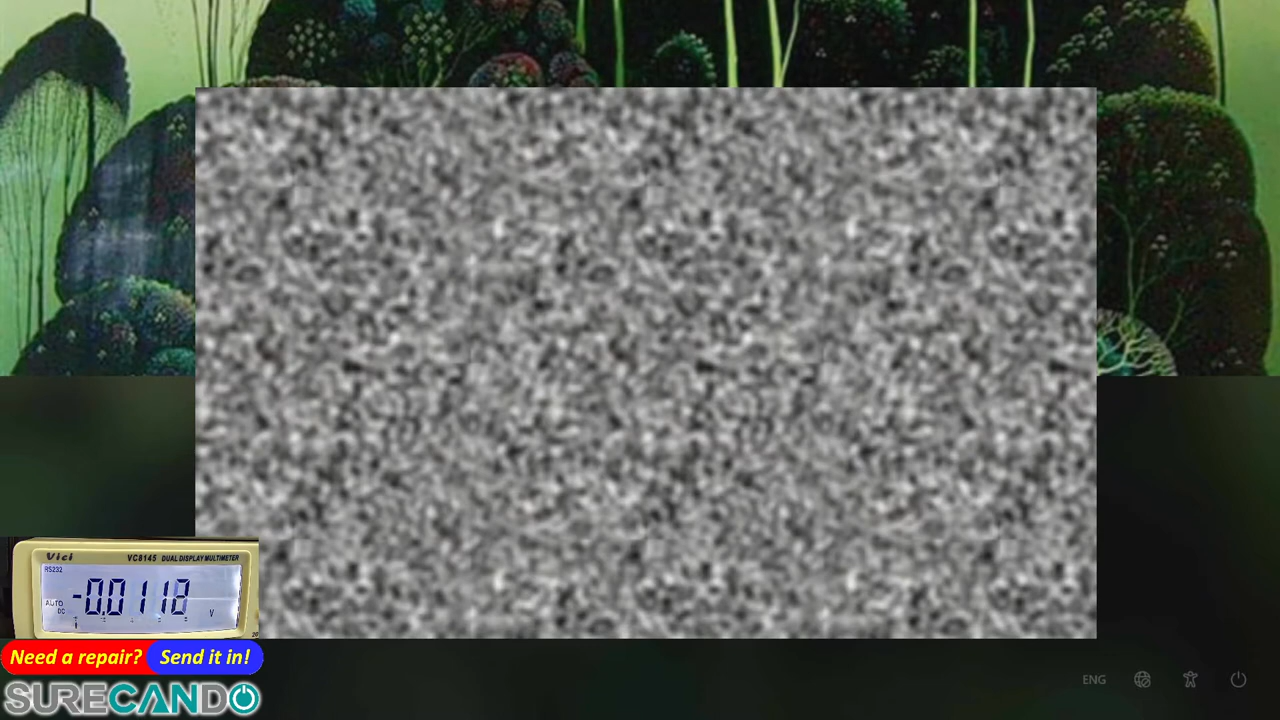 Vici VC8145 DUAL DISPLAY MULTIMETER
RS232
-0.0118
AUTO
DC
V
Need a repair? Send it in!
SURECANDO
ENG